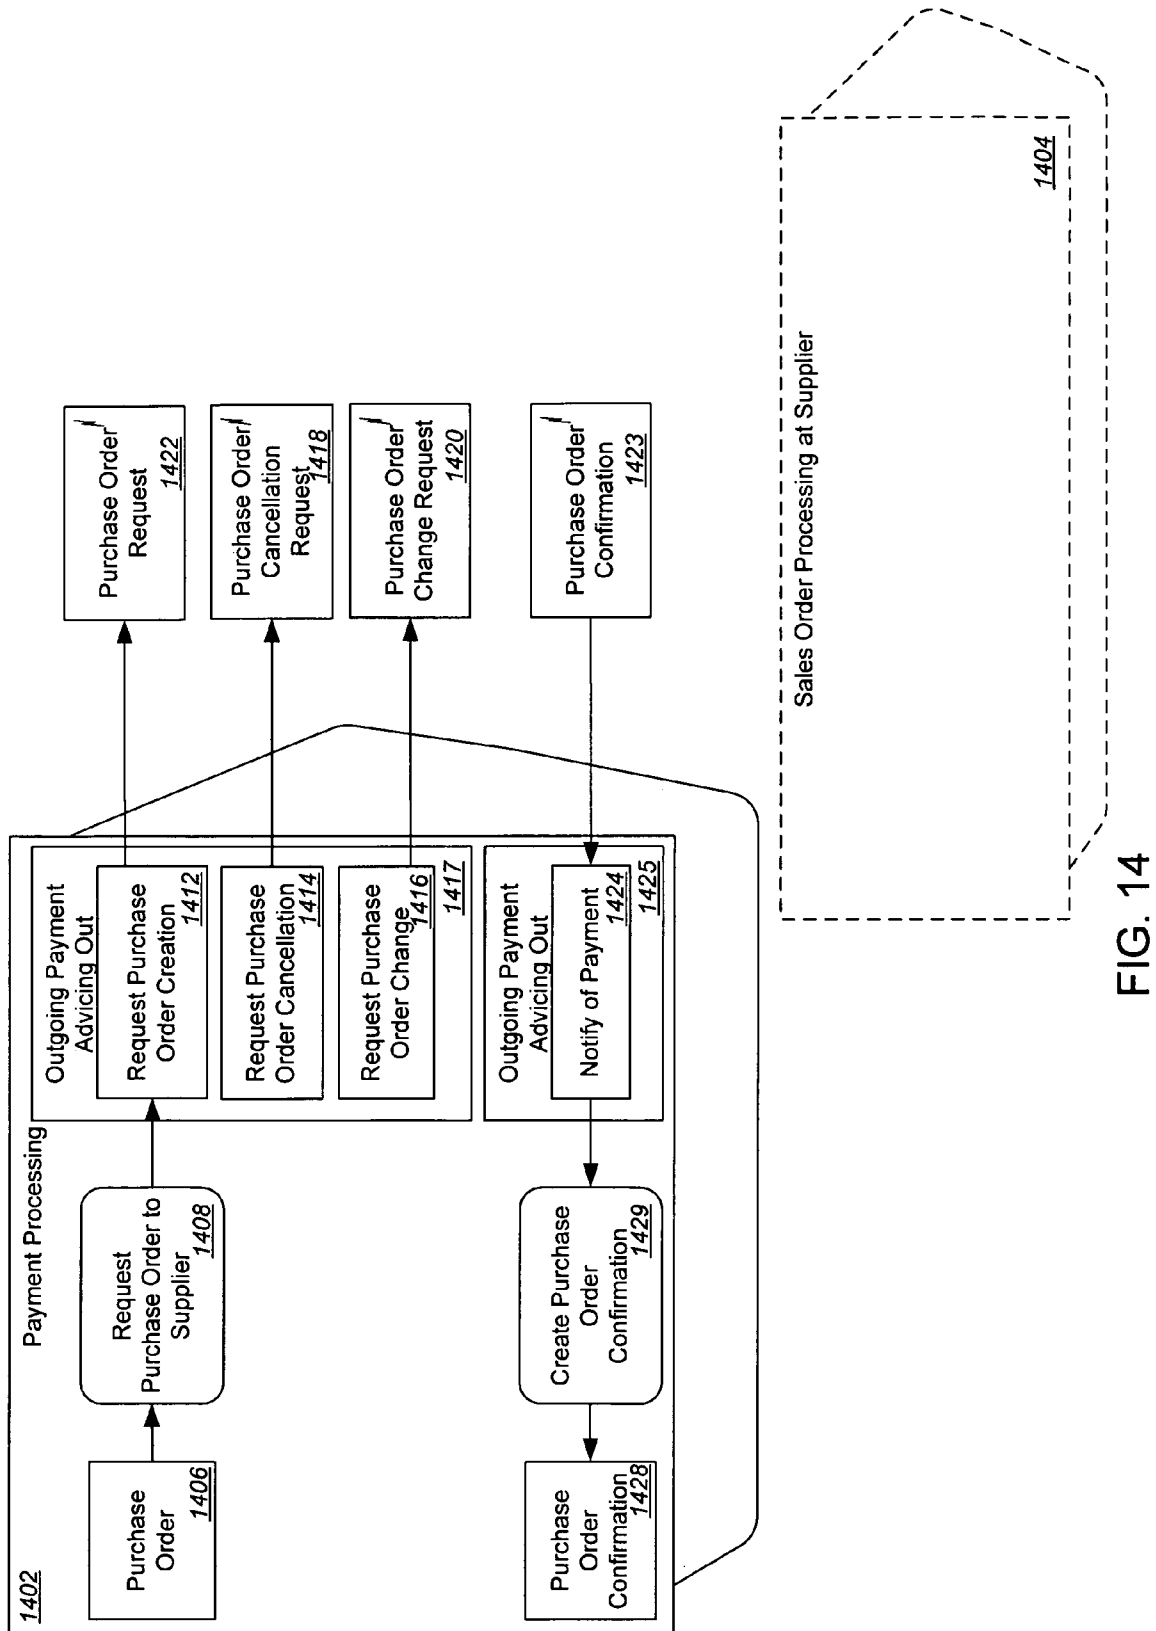 1402
Payment Processing
Purchase
Order
1406
Request
Purchase Order to
Supplier
1408
Outgoing Payment
Advicing Out
Request Purchase
Order Creation
1412
Request Purchase
Order Cancellation
1414
Request Purchase
Order Change
1416
1417
Purchase Order
Request
1422
Purchase Order
Cancellation
Request
1418
Purchase Order
Change Request
1420
Purchase Order
Confirmation
1423
Outgoing Payment
Advicing Out
Notify of Payment
1424
1425
Create Purchase
Order
Confirmation
1429
Purchase
Order
Confirmation
1428
Sales Order Processing at Supplier
1404
FIG. 14